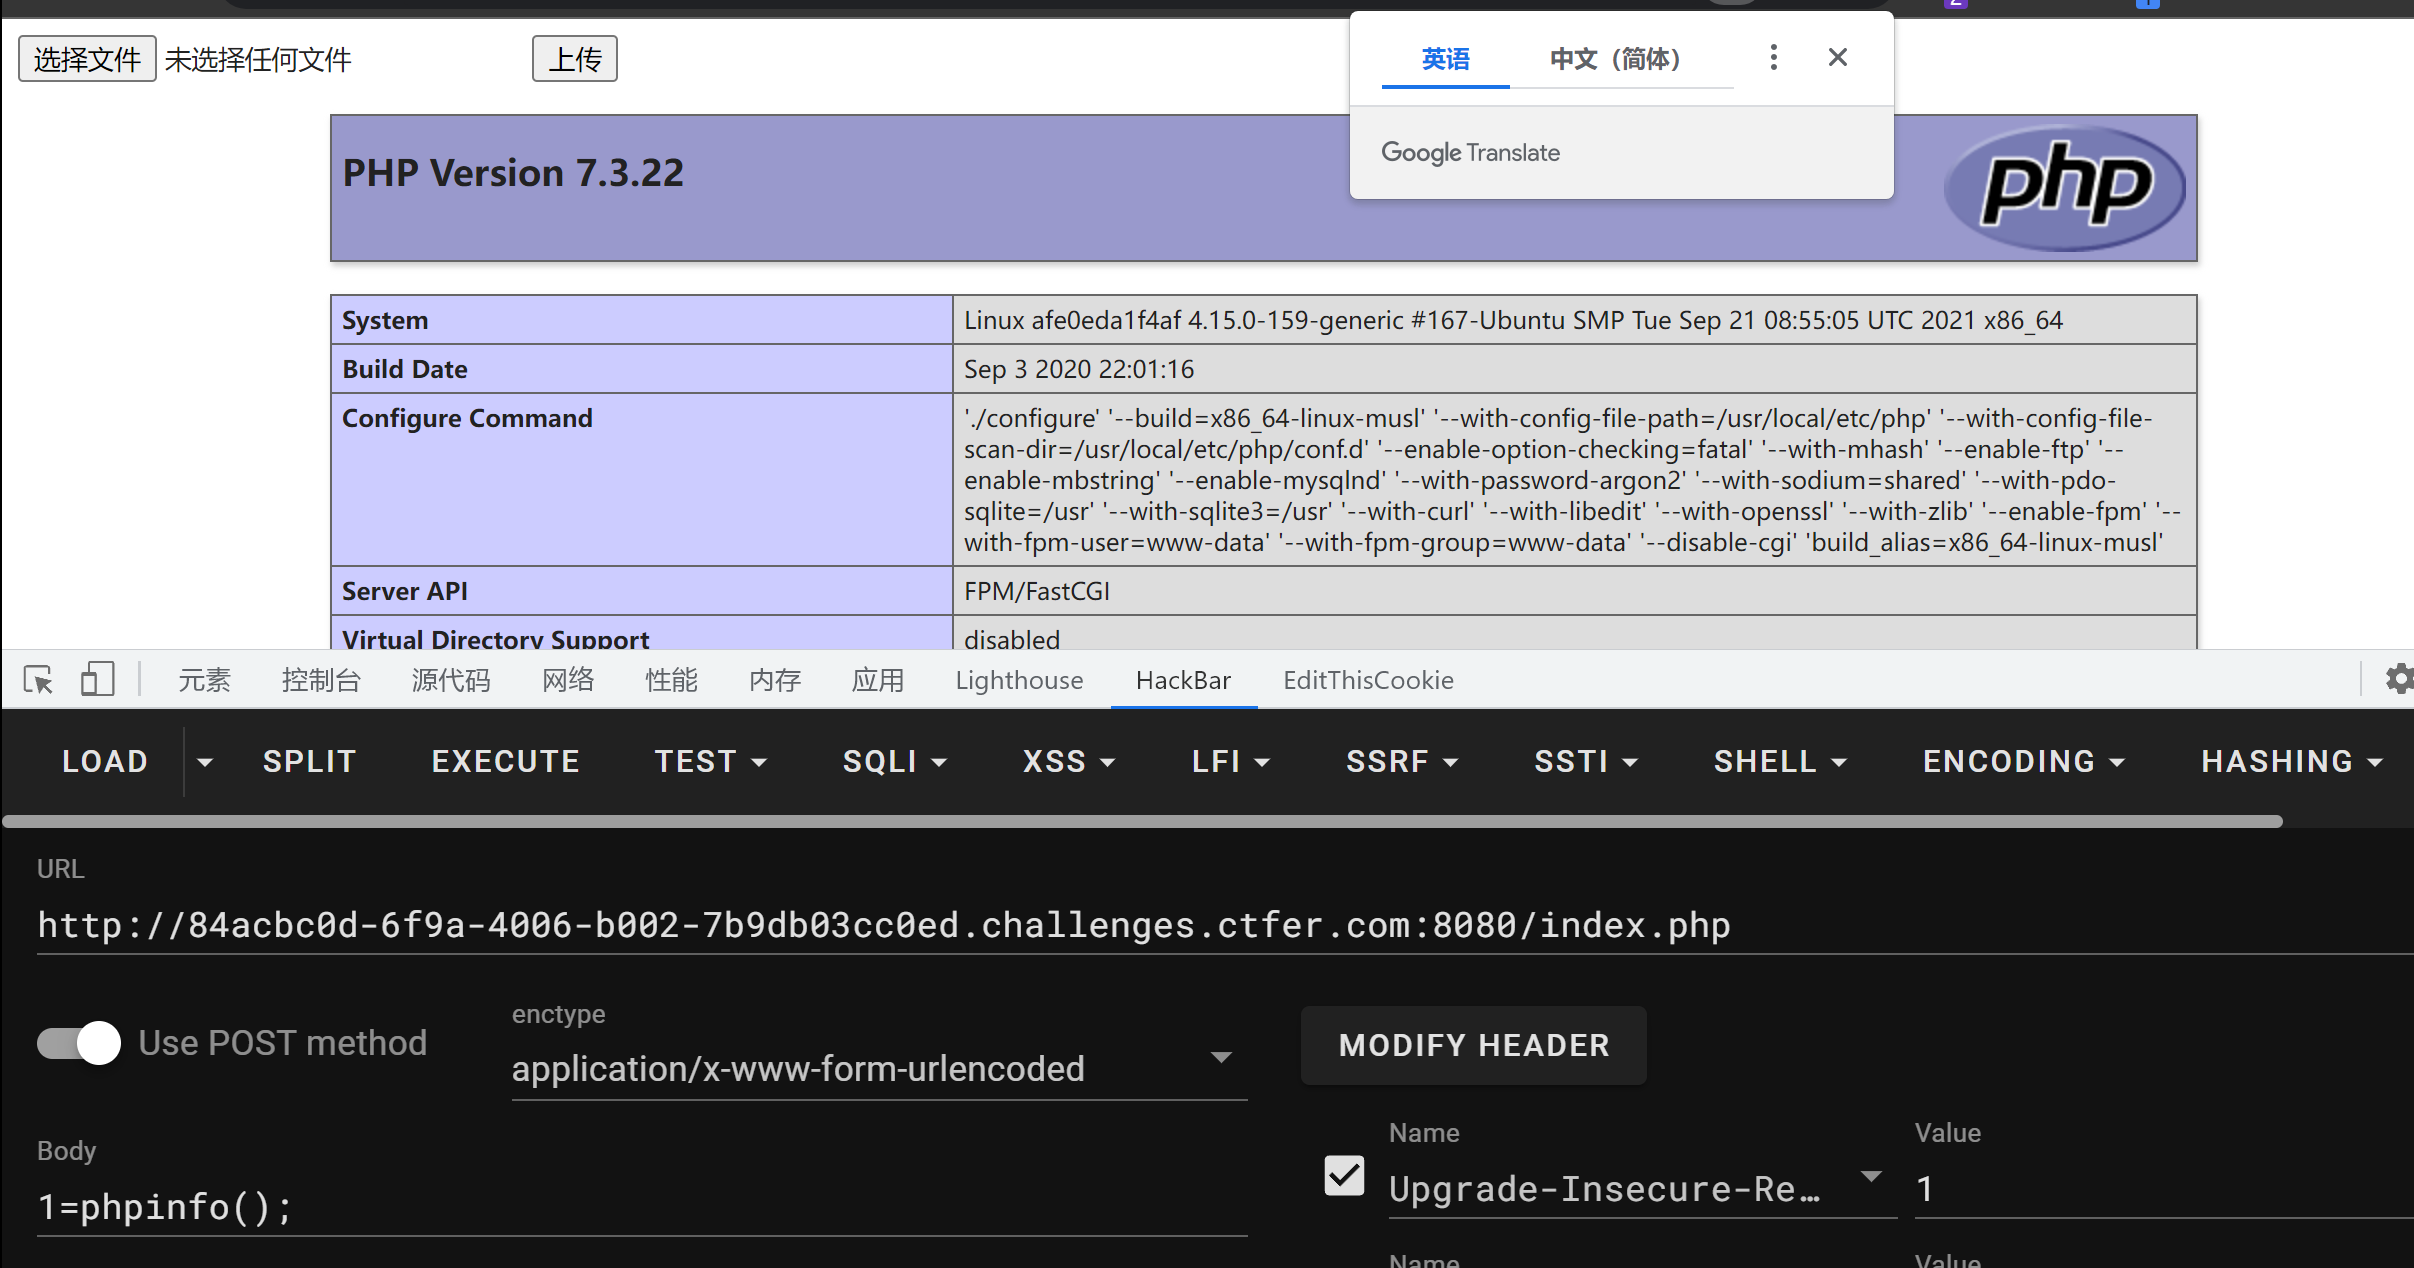 选择文件 未选择任何文件 上传
英语 中文（简体）
Google Translate
PHP Version 7.3.22
php
System Linux afe0eda1f4af 4.15.0-159-generic #167-Ubuntu SMP Tue Sep 21 08:55:05 UTC 2021 x86_64
Build Date Sep 3 2020 22:01:16
Configure Command './configure' '--build=x86_64-linux-musl' '--with-config-file-path=/usr/local/etc/php' '--with-config-file-
scan-dir=/usr/local/etc/php/conf.d' '--enable-option-checking=fatal' '--with-mhash' '--enable-ftp' '--
enable-mbstring' '--enable-mysqlnd' '--with-password-argon2' '--with-sodium=shared' '--with-pdo-
sqlite=/usr' '--with-sqlite3=/usr' '--with-curl' '--with-libedit' '--with-openssl' '--with-zlib' '--enable-fpm' '--
with-fpm-user=www-data' '--with-fpm-group=www-data' '--disable-cgi' 'build_alias=x86_64-linux-musl'
Server API FPM/FastCGI
Virtual Directory Support disabled
元素 控制台 源代码 网络 性能 内存 应用 Lighthouse HackBar EditThisCookie
LOAD SPLIT EXECUTE TEST SQLI XSS LFI SSRF SSTI SHELL ENCODING HASHING
URL
http://84acbc0d-6f9a-4006-b002-7b9db03cc0ed.challenges.ctfer.com:8080/index.php
Use POST method
enctype
application/x-www-form-urlencoded
MODIFY HEADER
Body
1=phpinfo();
Name Value
Upgrade-Insecure-Re… 1
Name Value